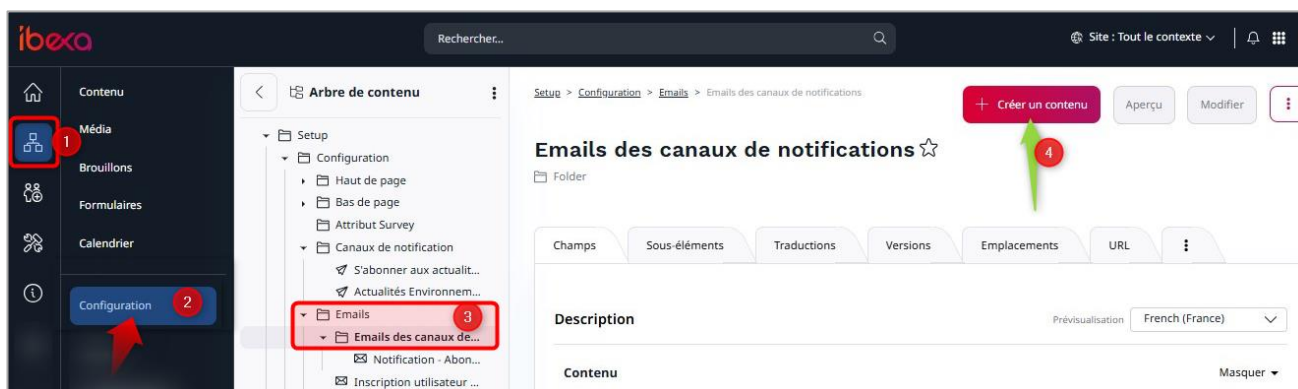 ibexa
Rechercher...
Site : Tout le contexte
1
Contenu
Média
Brouillons
Formulaires
Calendrier
Configuration
2
Arbre de contenu
Setup
Configuration
Haut de page
Bas de page
Attribut Survey
Canaux de notification
S'abonner aux actualit...
Actualités Environnem...
Emails
3
Emails des canaux de...
Notification - Abon...
Inscription utilisateur ...
Setup > Configuration > Emails > Emails des canaux de notifications
+ Créer un contenu
Aperçu
Modifier
4
Emails des canaux de notifications
Folder
Champs
Sous-éléments
Traductions
Versions
Emplacements
URL
Description
Prévisualisation
French (France)
Contenu
Masquer